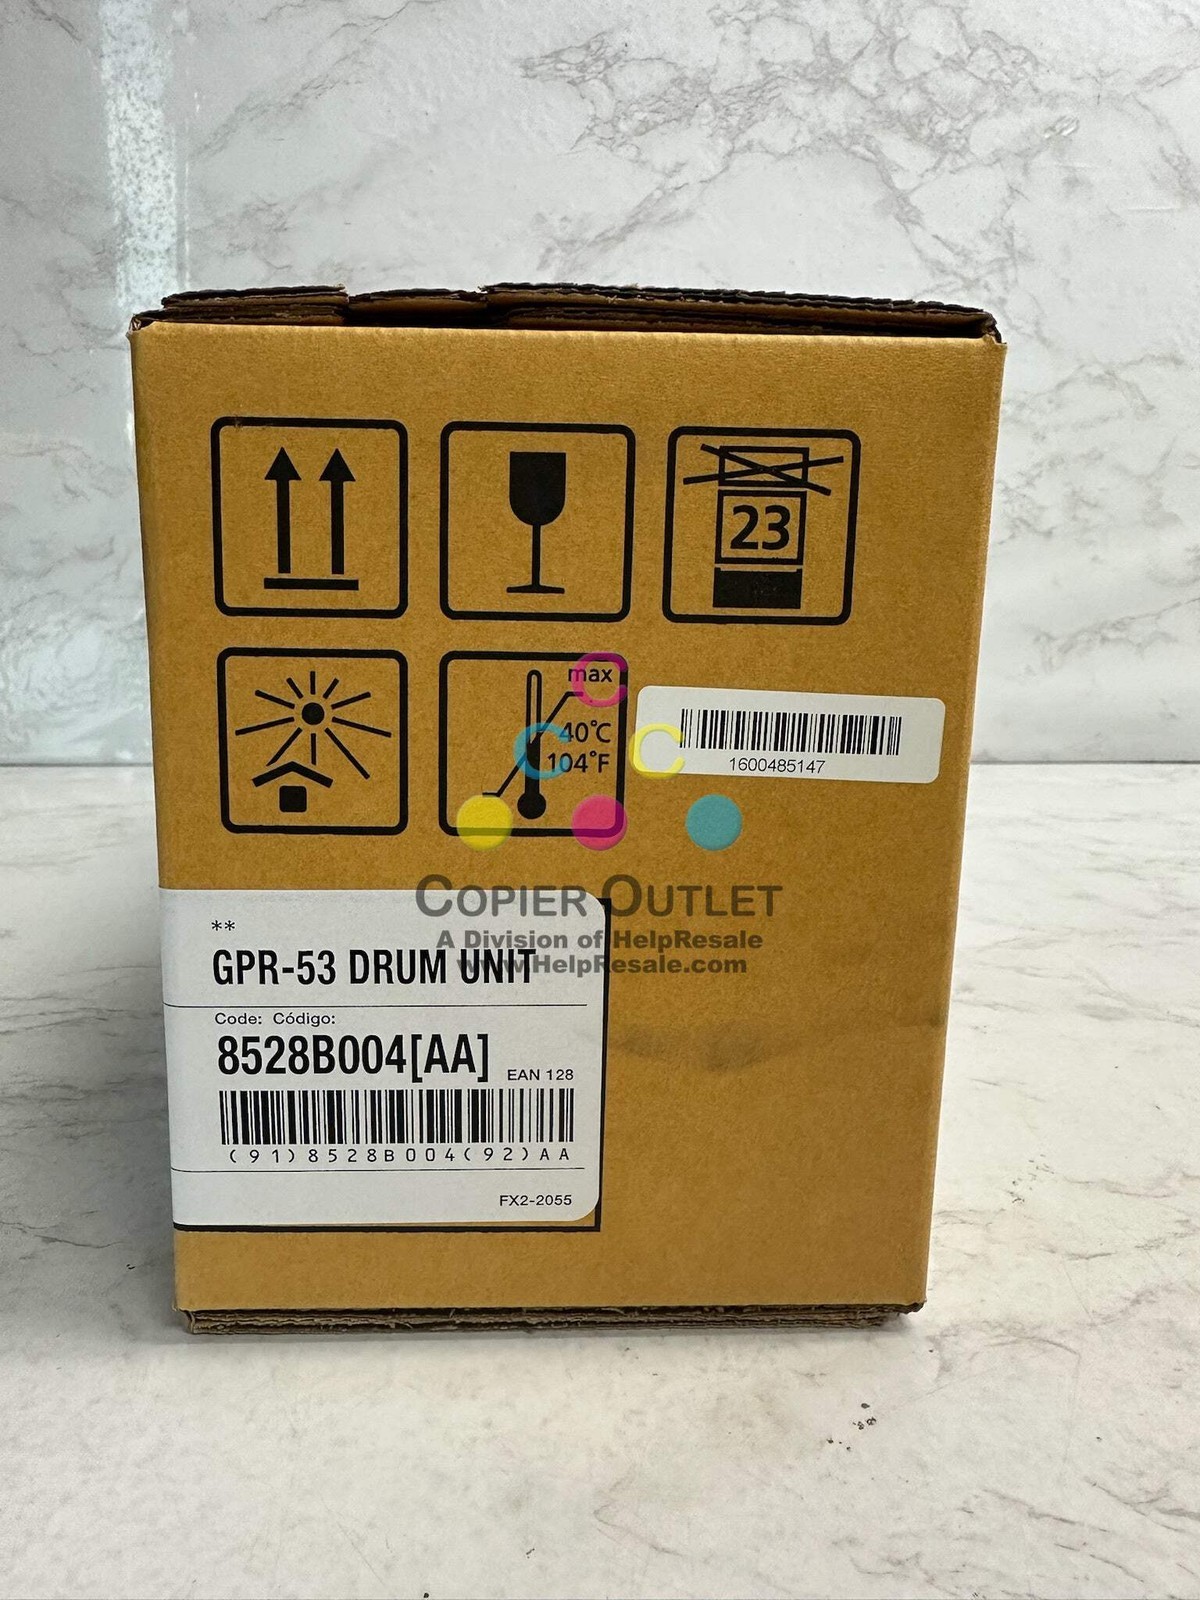 23
max
40°C
104°F
1600485147
C
C C
COPIER OUTLET
A Division of HelpResale
www.HelpResale.com
**
GPR-53 DRUM UNIT
Code: Código:
8528B004[AA]
EAN 128
(91)8528B004(92)AA
FX2-2055